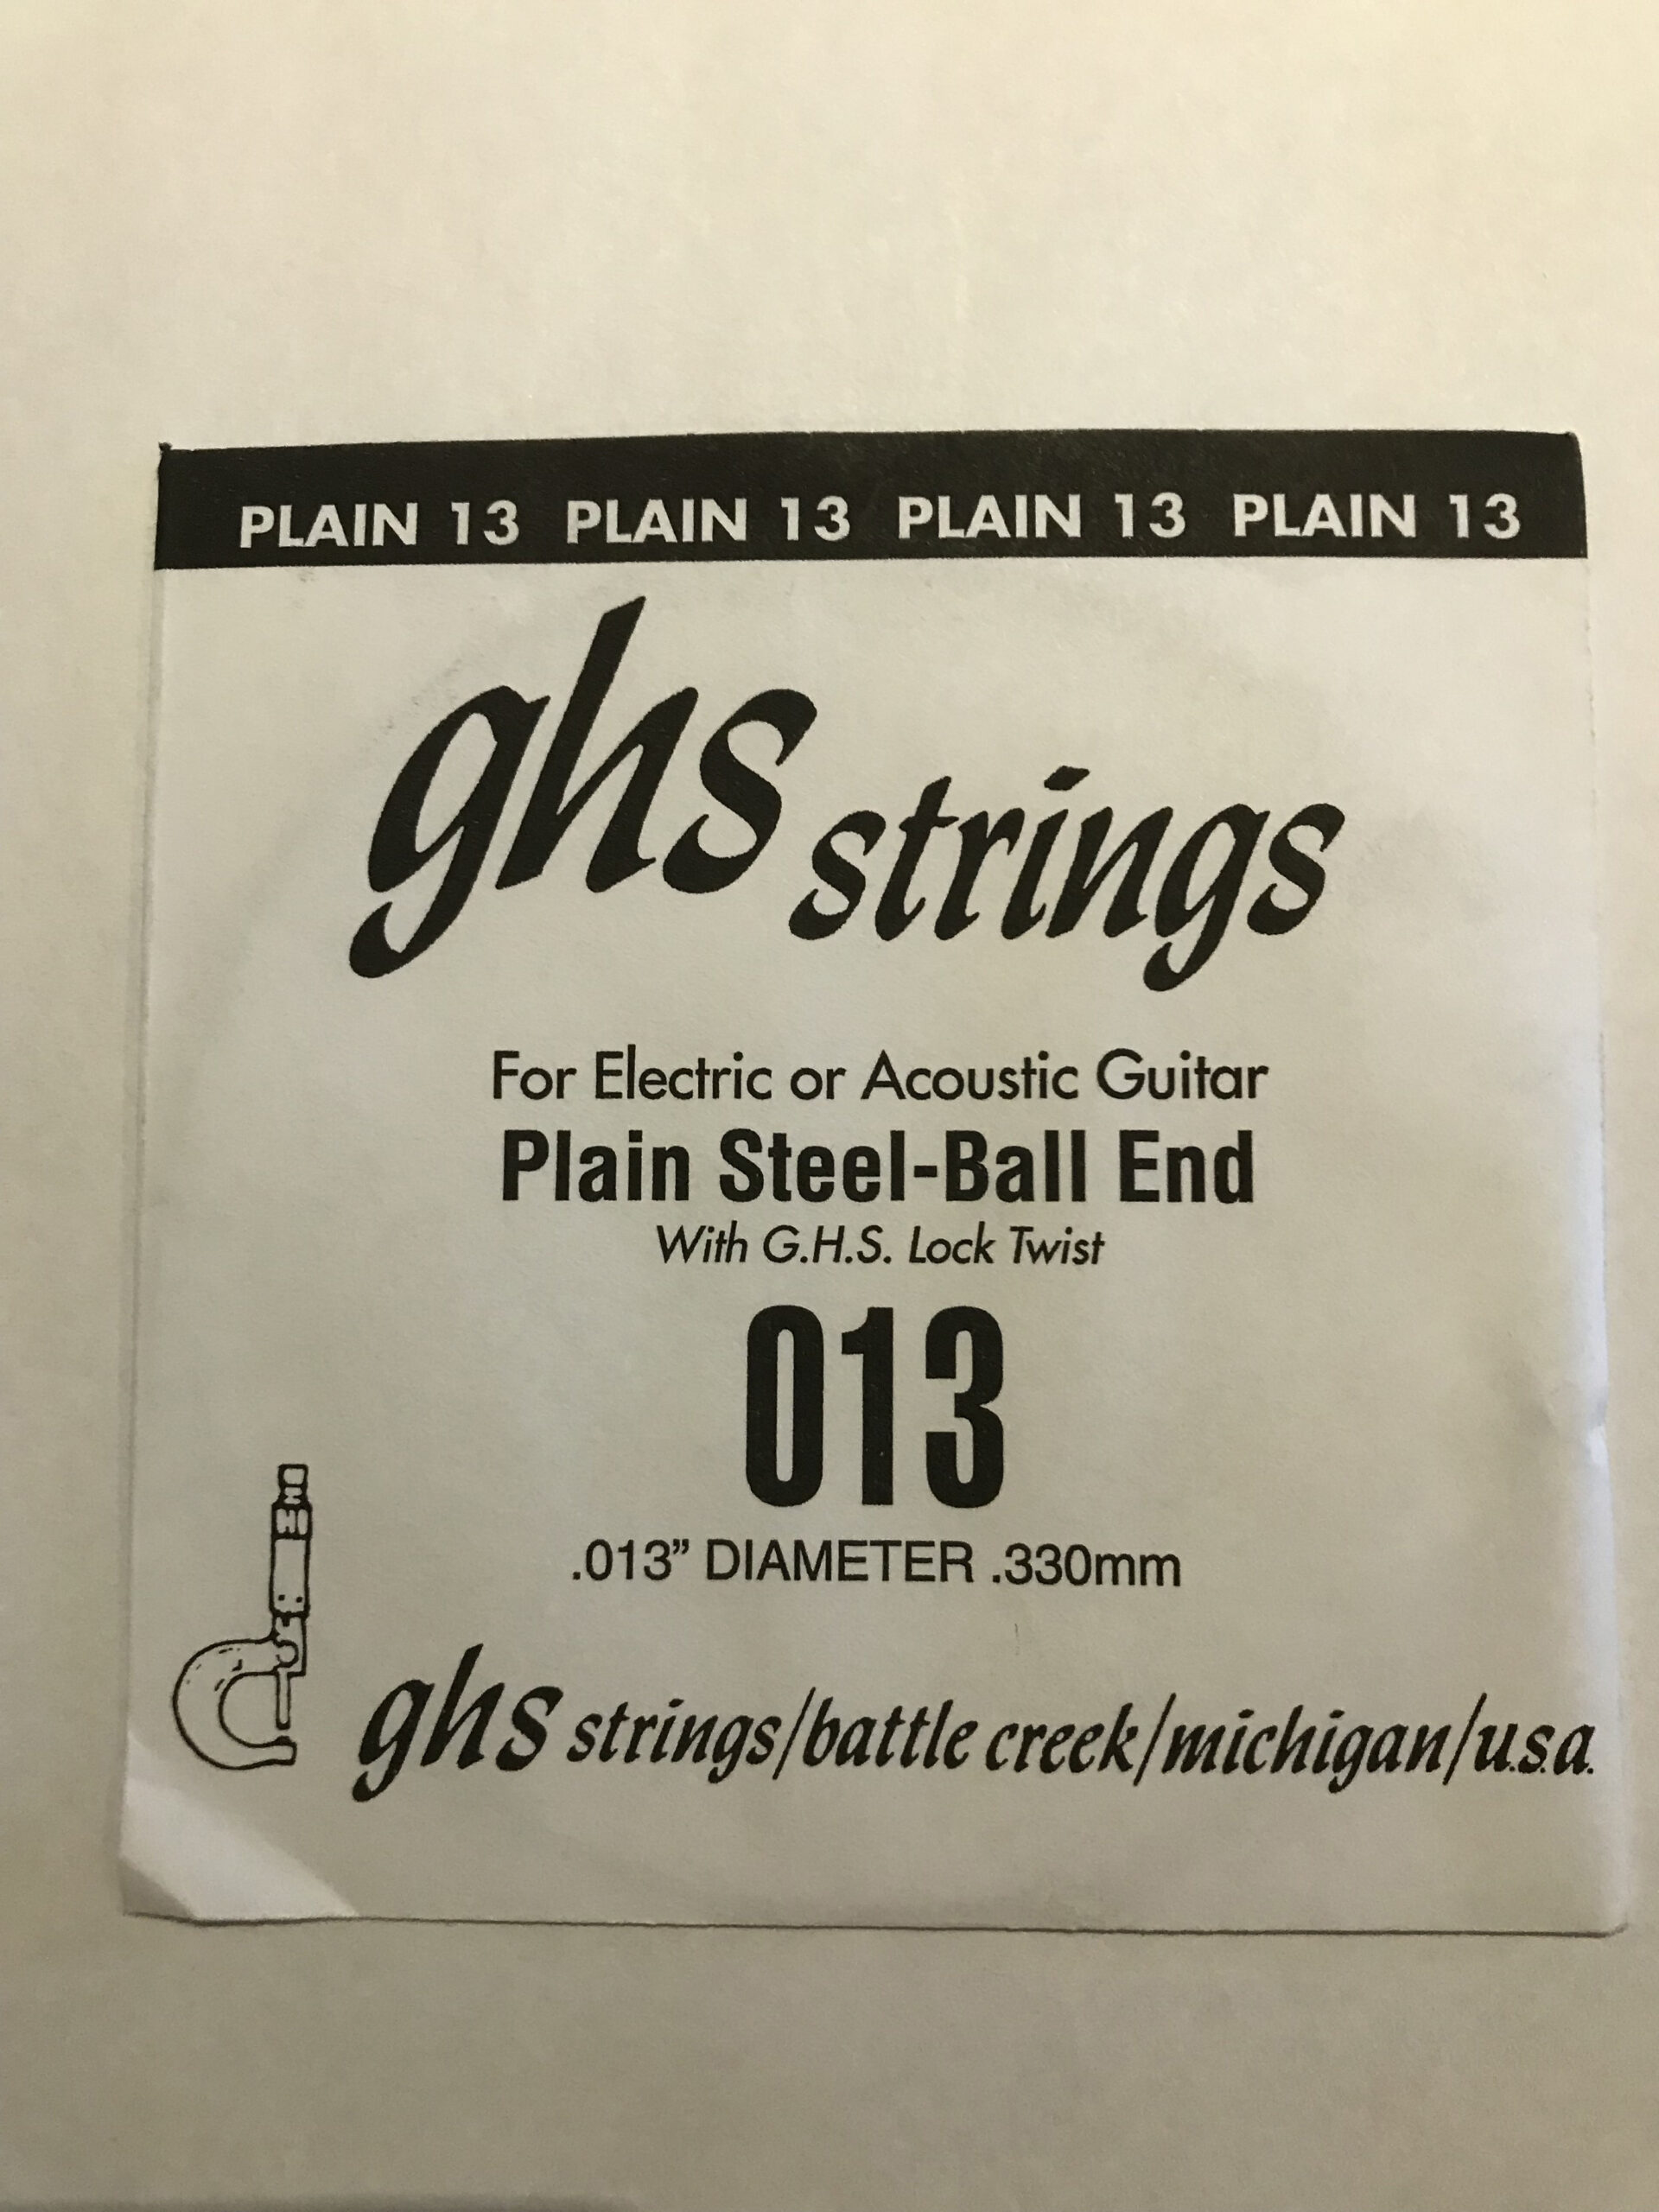 PLAIN 13 PLAIN 13 PLAIN 13 PLAIN 13
ghs strings
For Electric or Acoustic Guitar
Plain Steel-Ball End
With G.H.S. Lock Twist
013
.013” DIAMETER .330mm
ghs strings/battle creek/michigan/u.s.a.